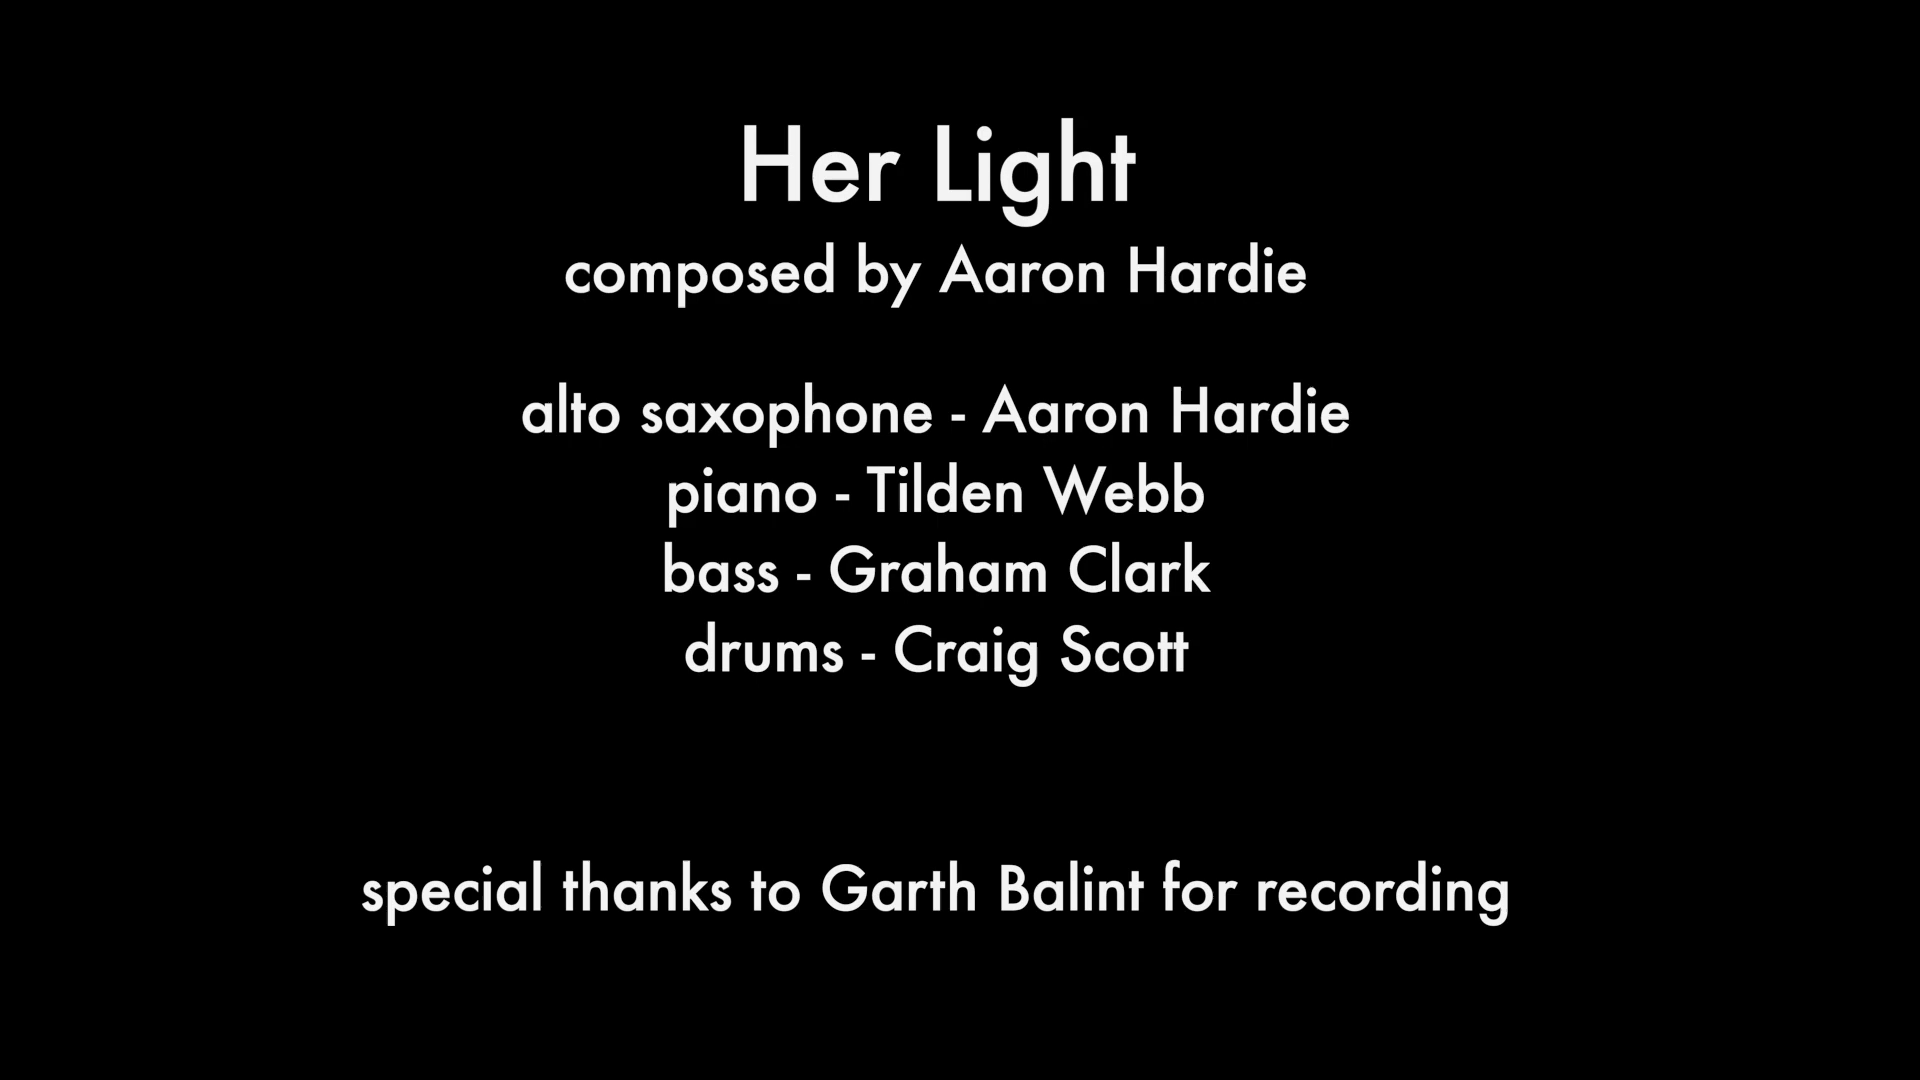 Her Light
composed by Aaron Hardie
alto saxophone - Aaron Hardie
piano - Tilden Webb
bass - Graham Clark
drums - Craig Scott
special thanks to Garth Balint for recording